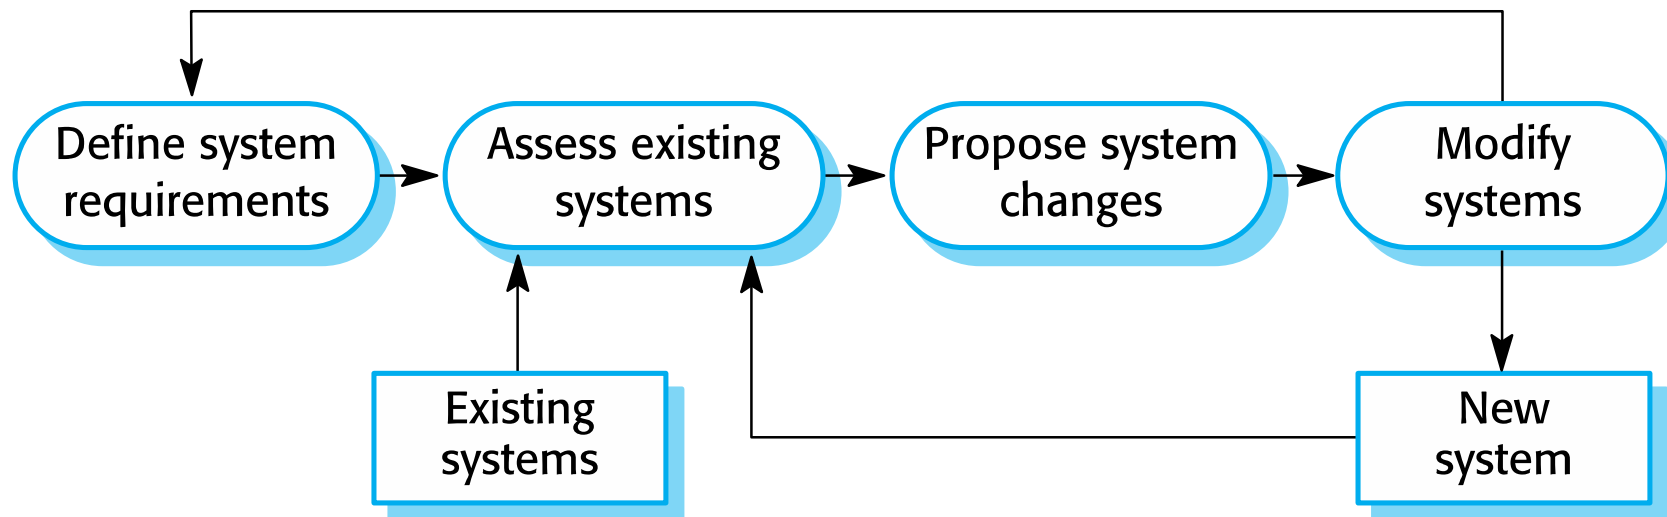 Define system
requirements
Assess existing
systems
Propose system
changes
Modify
systems
Existing
systems
New
system